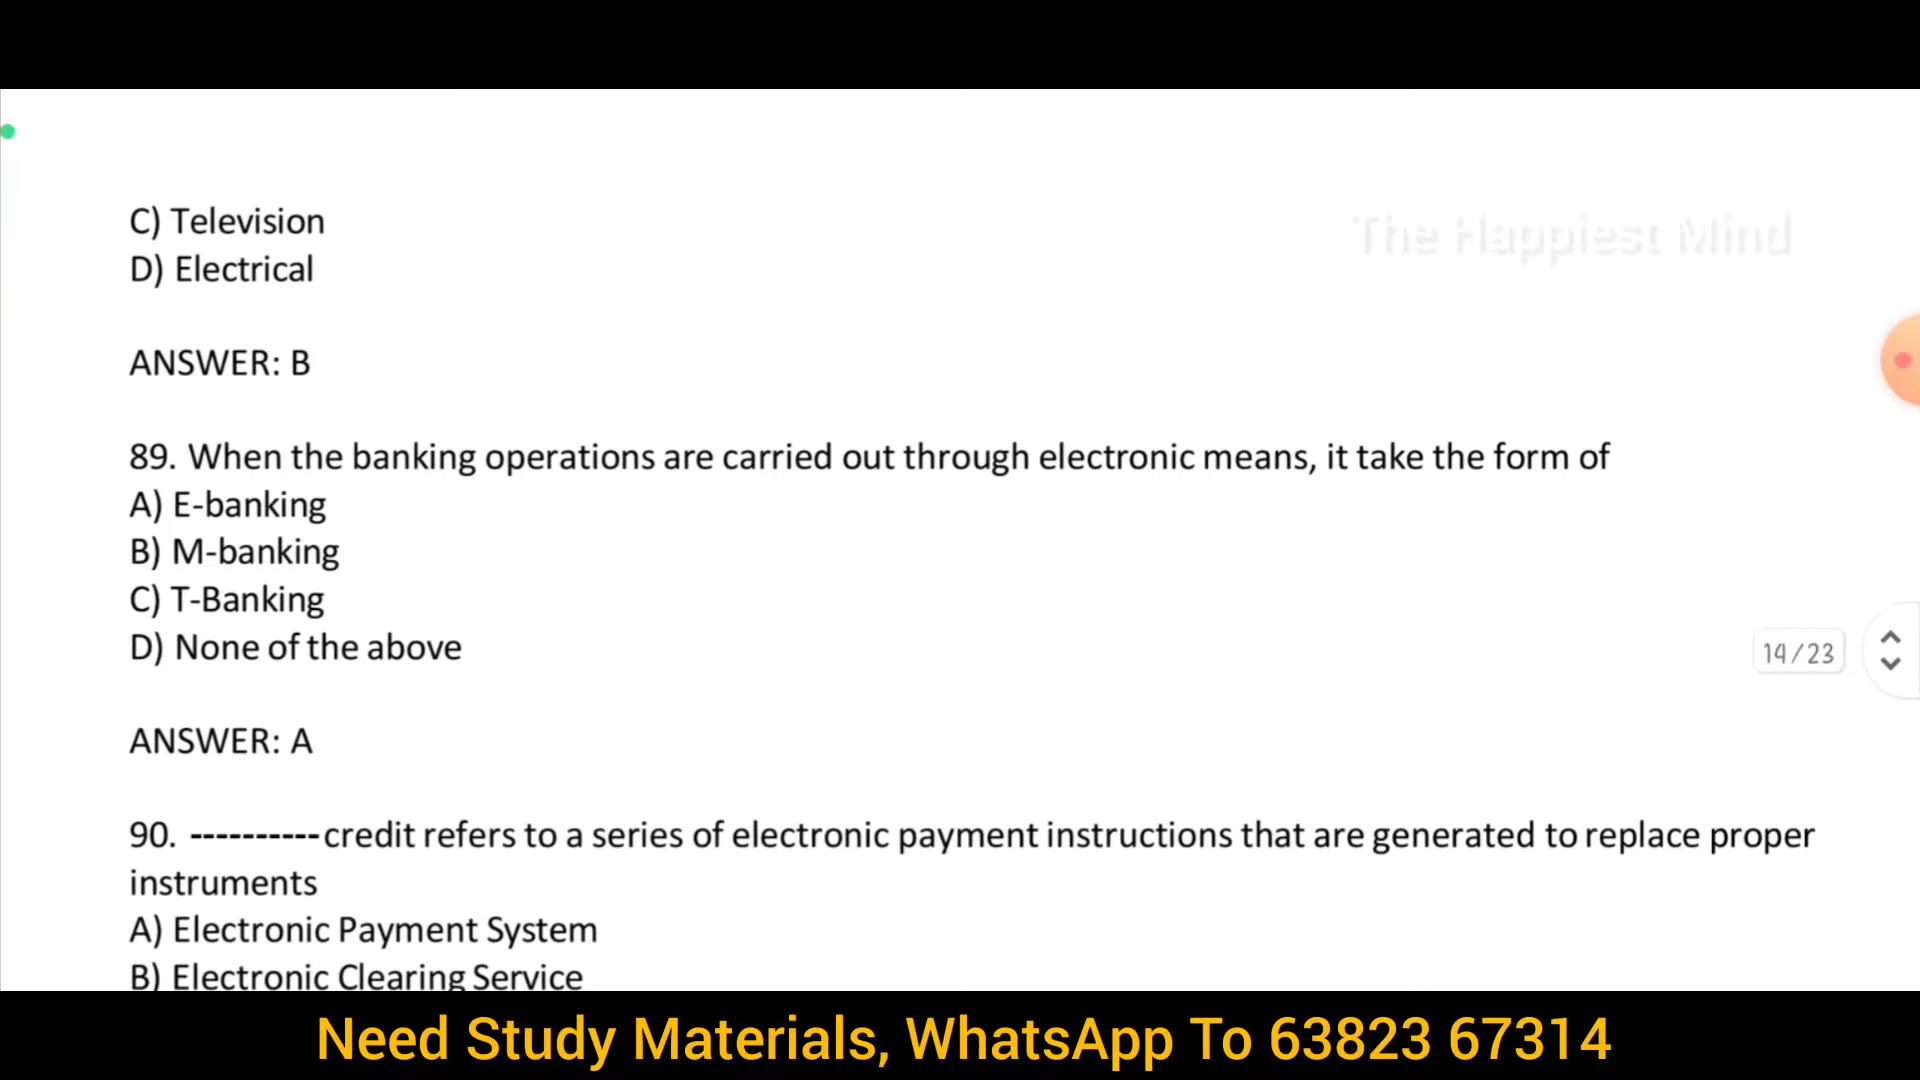 The Happiest Mind
C) Television
D) Electrical
ANSWER: B
89. When the banking operations are carried out through electronic means, it take the form of
A) E-banking
B) M-banking
C) T-Banking
D) None of the above
14/23
ANSWER: A
90. ----------credit refers to a series of electronic payment instructions that are generated to replace proper
instruments
A) Electronic Payment System
B) Electronic Clearing Service
Need Study Materials, WhatsApp To 63823 67314